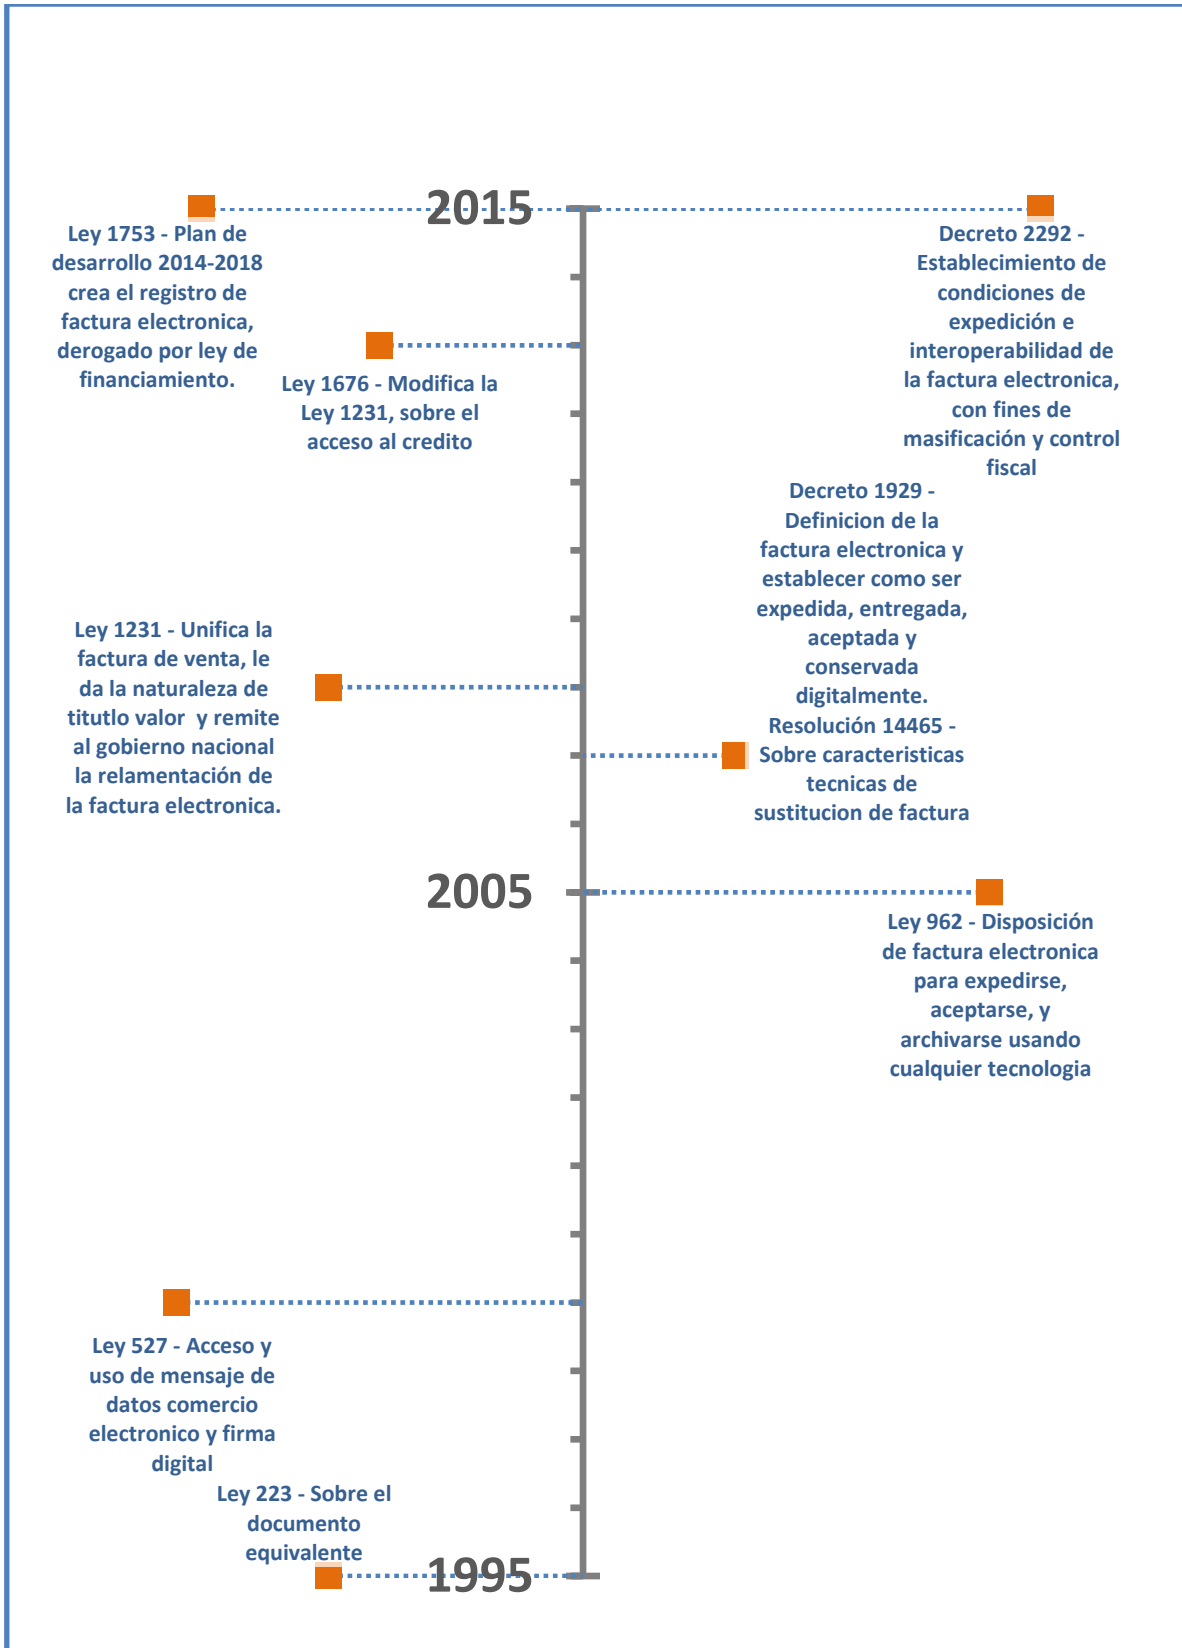 2015
Ley 1753 - Plan de
desarrollo 2014-2018
crea el registro de
factura electronica,
derogado por ley de
financiamiento.
Decreto 2292 -
Establecimiento de
condiciones de
expedición e
interoperabilidad de
la factura electronica,
con fines de
masificación y control
fiscal
Ley 1676 - Modifica la
Ley 1231, sobre el
acceso al credito
Decreto 1929 -
Definicion de la
factura electronica y
establecer como ser
expedida, entregada,
aceptada y
conservada
digitalmente.
Resolución 14465 -
Sobre caracteristicas
tecnicas de
sustitucion de factura
Ley 1231 - Unifica la
factura de venta, le
da la naturaleza de
titutlo valor  y remite
al gobierno nacional
la relamentación de
la factura electronica.
2005
Ley 962 - Disposición
de factura electronica
para expedirse,
aceptarse, y
archivarse usando
cualquier tecnologia
Ley 527 - Acceso y
uso de mensaje de
datos comercio
electronico y firma
digital
Ley 223 - Sobre el
documento
equivalente
1995